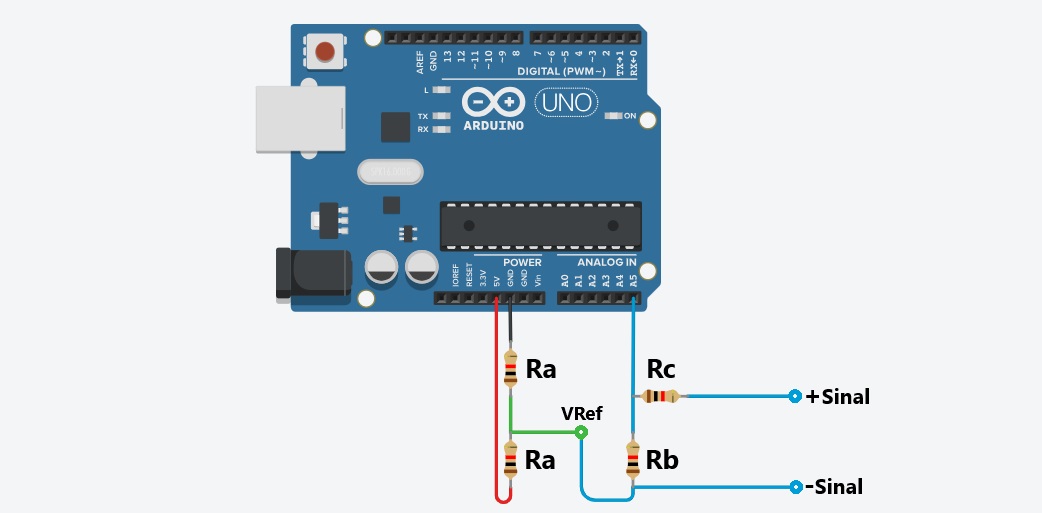 AREF
GND
13
12
~11
~10
~9
8
7
~6
~5
~4
~3
2
TX→1
RX←0
DIGITAL (PWM~)
L
TX
RX
ARDUINO
UNO
ON
POWER
ANALOG IN
IOREF
RESET
3.3V
5V
GND
GND
Vin
A0
A1
A2
A3
A4
A5
Ra
Rc
+Sinal
VRef
Ra
Rb
-Sinal